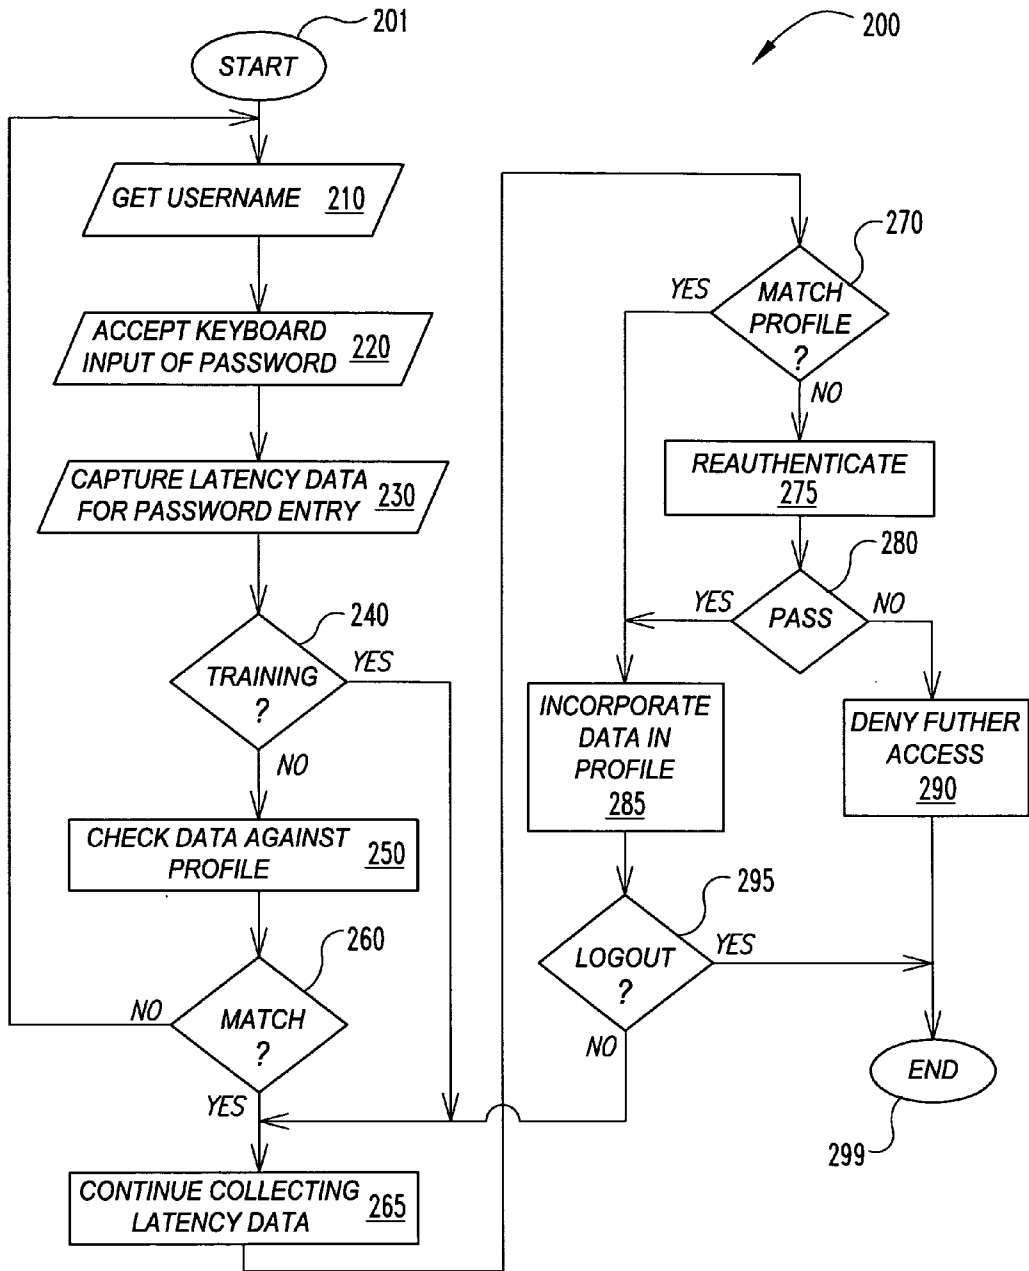 201
200
START
GET USERNAME 210
ACCEPT KEYBOARD
INPUT OF PASSWORD 220
CAPTURE LATENCY DATA
FOR PASSWORD ENTRY 230
240
TRAINING
?
YES
NO
CHECK DATA AGAINST
PROFILE 250
260
MATCH
?
NO
YES
CONTINUE COLLECTING
LATENCY DATA 265
270
MATCH
PROFILE
?
YES
NO
REAUTHENTICATE
275
280
PASS
YES
NO
INCORPORATE
DATA IN
PROFILE
285
DENY FUTHER
ACCESS
290
295
LOGOUT
?
YES
NO
END
299